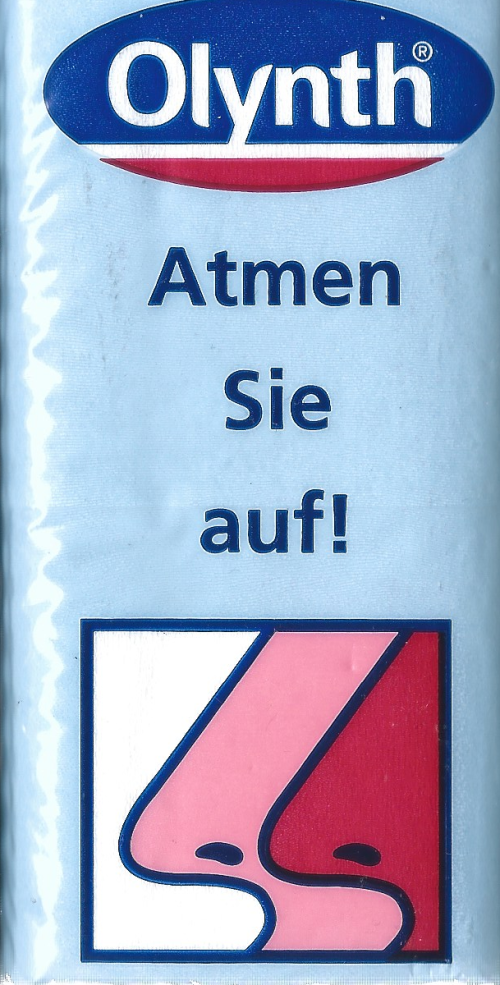 Olynth®
Atmen
Sie
auf!